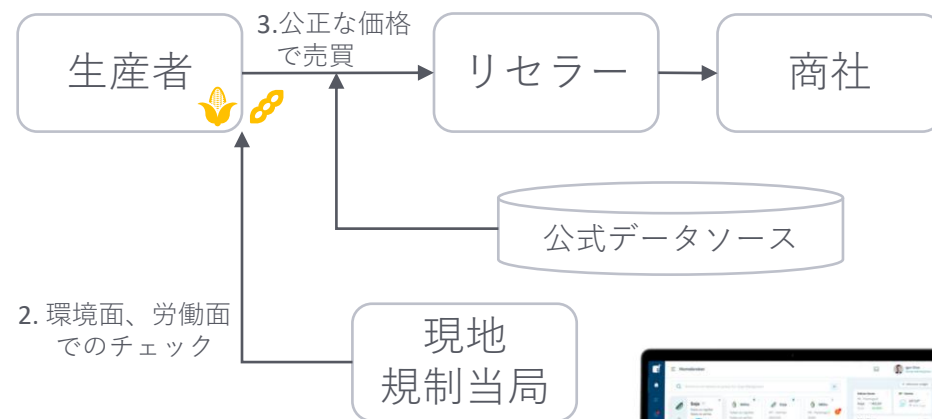 3.公正な価格
で売買
生産者
リセラー
商社
公式データソース
2. 環境面、労働面
でのチェック
現地
規制当局